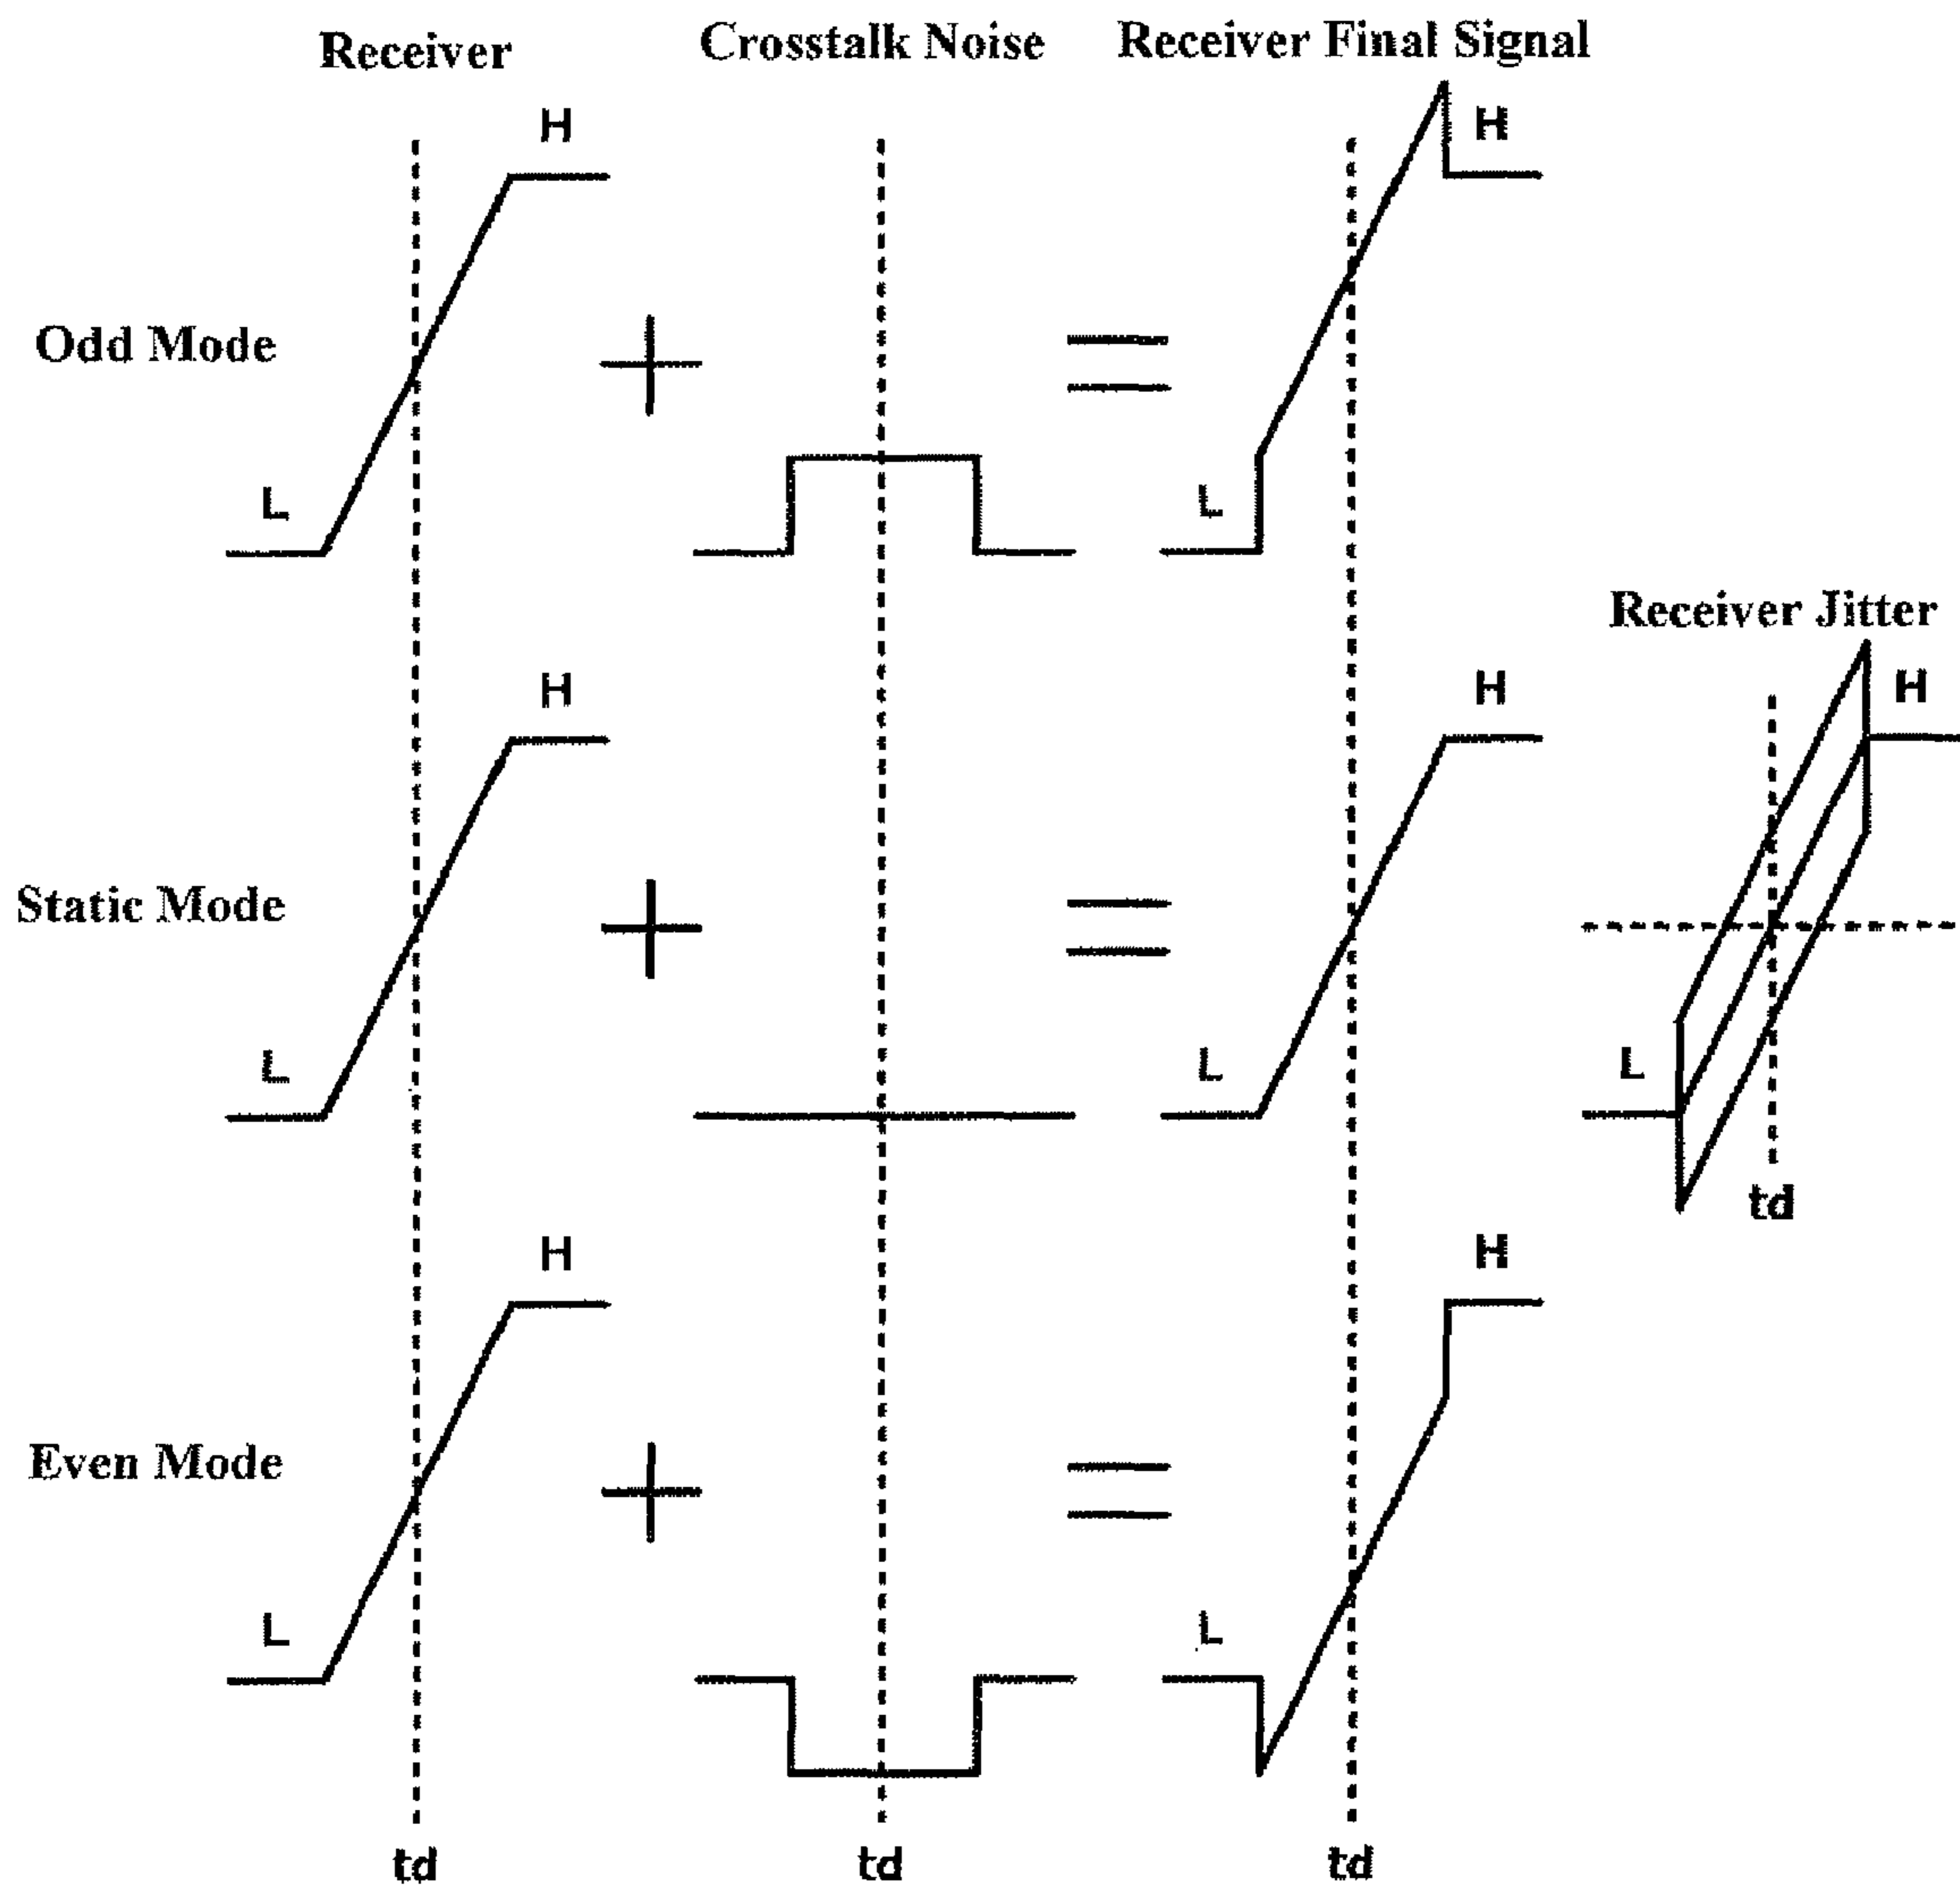 Receiver
Crosstalk Noise
Receiver Final Signal
H
H
Odd Mode
L
L
Receiver Jitter
H
H
H
Static Mode
L
L
L
td
H
H
Even Mode
L
L
td
td
td